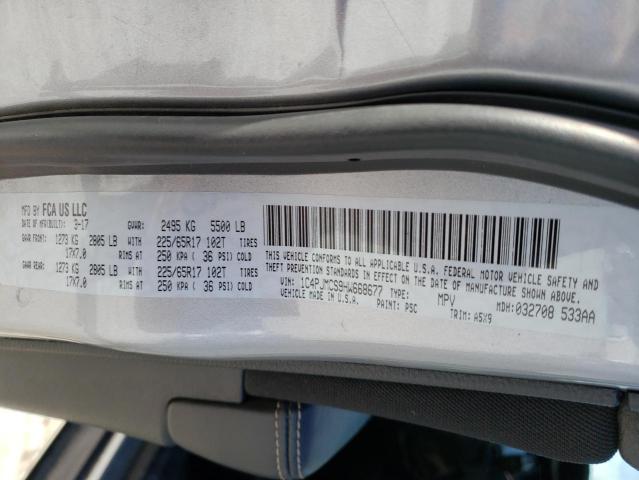 MFD BY FCA US LLC
DATE OF MFR(BUILT): 3-17 GVWR: 2495 KG 5500 LB
GAWR FRONT: 1273 KG 2805 LB WITH 225/65R17 102T TIRES
17X7.0 RIMS AT 250 KPA ( 36 PSI) COLD
GAWR REAR: 1273 KG 2805 LB WITH 225/65R17 102T TIRES
17X7.0 RIMS AT 250 KPA ( 36 PSI) COLD
THIS VEHICLE CONFORMS TO ALL APPLICABLE U.S.A. FEDERAL MOTOR VEHICLE SAFETY AND
THEFT PREVENTION STANDARDS IN EFFECT ON THE DATE OF MANUFACTURE SHOWN ABOVE.
VIN: 1C4PJMCS9HW668677 TYPE: MPV MDH: 032708 533AA
VEHICLE MADE IN U.S.A. PAINT: PSC TRIM: A5X9